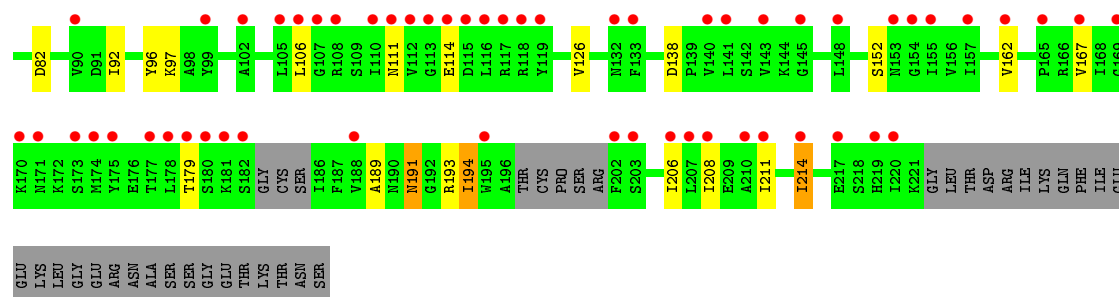 D82 V90 D91 I92 Y96 K97 A98 Y99 A102 L105 L106 G107 R108 S109 I110 N111 V112 G113 E114 D115 L116 R117 R118 Y119 V126 N132 F133 D138 P139 V140 L141 S142 V143 K144 G145 L148 S152 N153 G154 I155 V156 I157 V162 P165 R166 V167 I168
K170 N171 K172 S173 M174 Y175 E176 T177 L178 T179 S180 K181 S182 GLY CYS SER I186 F187 V188 A189 N190 N191 G192 R193 I194 W195 A196 THR CYS PRO SER ARG F202 S203 I206 L207 I208 E209 A210 I211 I214 E217 S218 H219 I220 K221 GLY LEU THR ASP ARG ILE LYS GLN PHE ILE
GLU LYS LEU GLY GLU ARG ASN ALA SER SER GLY GLU THR LYS THR ASN SER